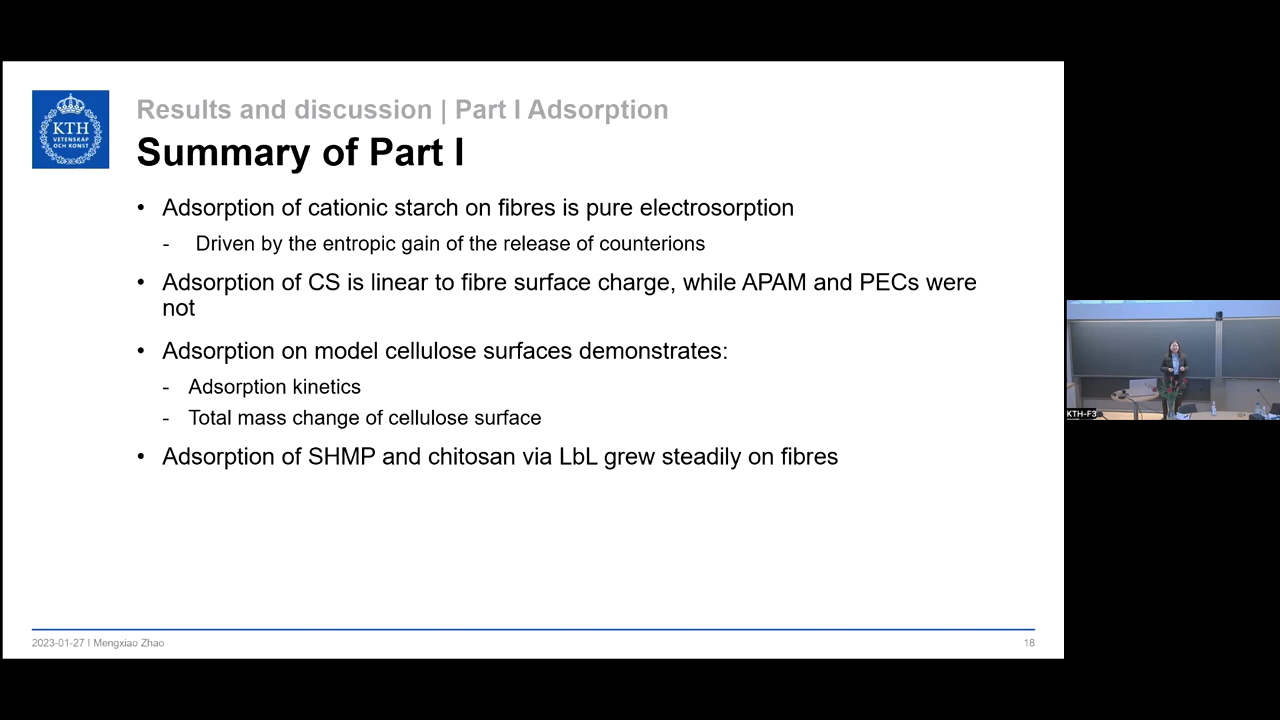 KTH
VETENSKAP
OCH KONST
Results and discussion | Part I Adsorption
Summary of Part I
• Adsorption of cationic starch on fibres is pure electrosorption
- Driven by the entropic gain of the release of counterions
• Adsorption of CS is linear to fibre surface charge, while APAM and PECs were
not
• Adsorption on model cellulose surfaces demonstrates:
- Adsorption kinetics
- Total mass change of cellulose surface
• Adsorption of SHMP and chitosan via LbL grew steadily on fibres
2023-01-27 | Mengxiao Zhao
18
KTH-F3